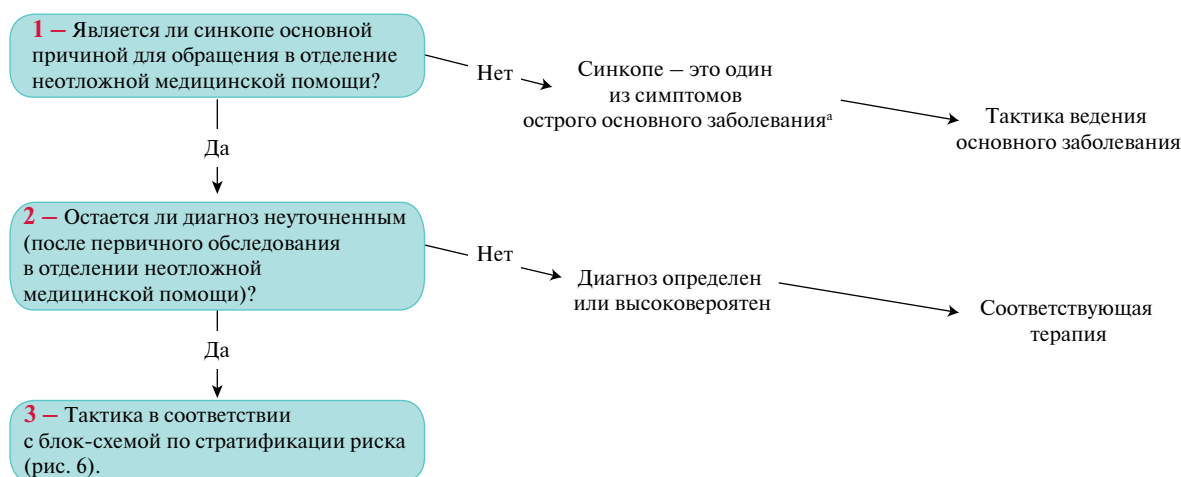 1 – Является ли синкопе основной
причиной для обращения в отделение
неотложной медицинской помощи?
Нет
Синкопе – это один
из симптомов
острого основного заболеванияᵃ
Тактика ведения
основного заболевания
Да
2 – Остается ли диагноз неуточненным
(после первичного обследования
в отделении неотложной
медицинской помощи)?
Нет
Диагноз определен
или высоковероятен
Соответствующая
терапия
Да
3 – Тактика в соответствии
с блок-схемой по стратификации риска
(рис. 6).